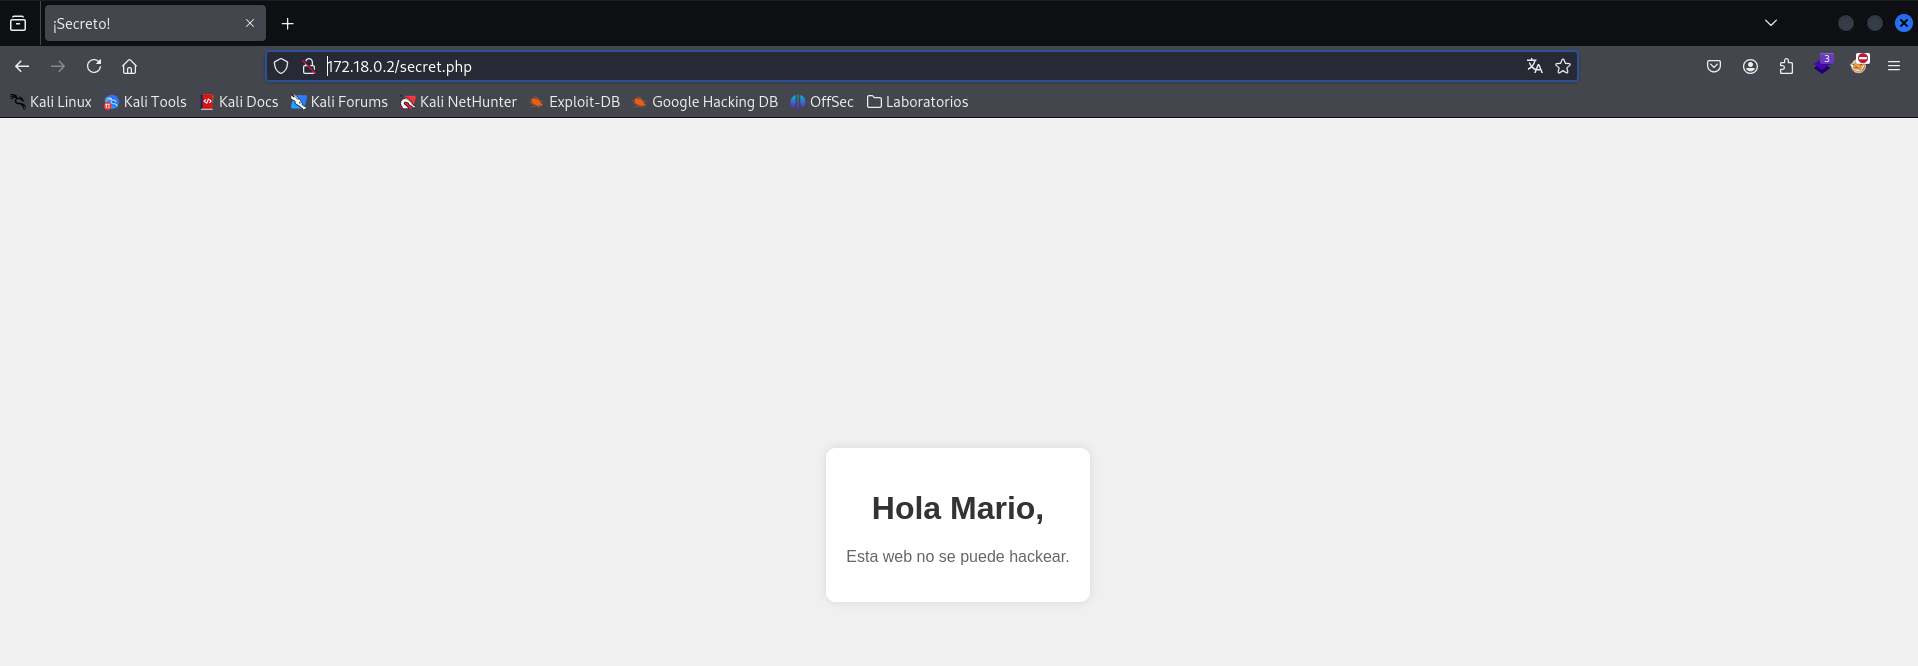 ¡Secreto!
172.18.0.2/secret.php
3
Kali Linux Kali Tools Kali Docs Kali Forums Kali NetHunter Exploit-DB Google Hacking DB OffSec Laboratorios
Hola Mario,
Esta web no se puede hackear.